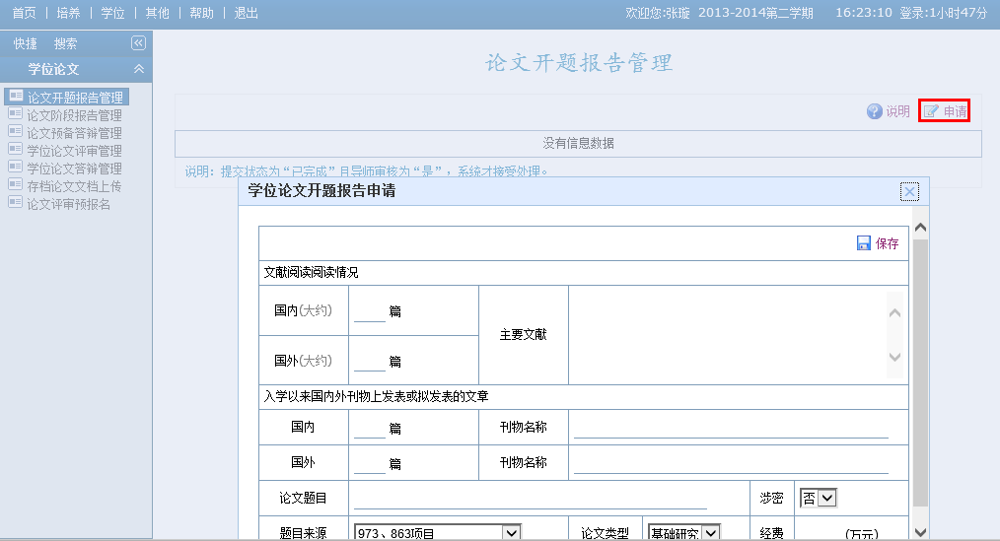 首页 | 培养 | 学位 | 其他 | 帮助 | 退出 欢迎您:张璇 2013-2014第二学期 16:23:10 登录:1小时47分
快捷 搜索
学位论文
论文开题报告管理
论文阶段报告管理
论文预备答辩管理
学位论文评审管理
学位论文答辩管理
存档论文文档上传
论文评审预报名
论文开题报告管理
说明 申请
没有信息数据
说明：提交状态为“已完成”且导师审核为“是”，系统才接受处理。
学位论文开题报告申请
保存
文献阅读阅读情况
国内(大约) 篇 主要文献
国外(大约) 篇
入学以来国内外刊物上发表或拟发表的文章
国内 篇 刊物名称
国外 篇 刊物名称
论文题目 涉密 否
题目来源 973、863项目 论文类型 基础研究 经费 (万元)